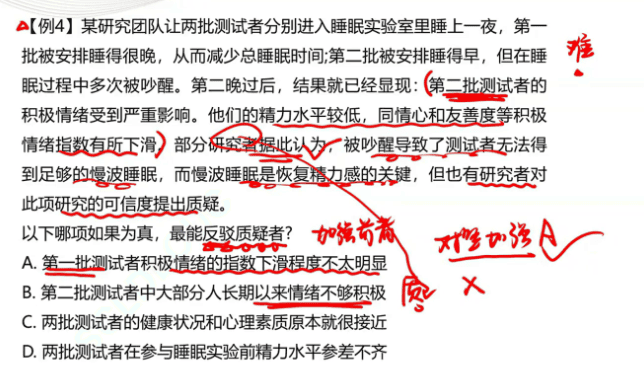 【例4】某研究团队让两批测试者分别进入睡眠实验室里睡上一夜，第一
难
批被安排睡得很晚，从而减少总睡眠时间;第二批被安排睡得早，但在睡
眠过程中多次被吵醒。第二晚过后，结果就已经显现：第二批测试者的
积极情绪受到严重影响。他们的精力水平较低，同情心和友善度等积极
情绪指数有所下滑，部分研究者据此认为，被吵醒导致了测试者无法得
到足够的慢波睡眠，而慢波睡眠是恢复精力感的关键，但也有研究者对
此项研究的可信度提出质疑。
以下哪项如果为真，最能反驳质疑者？
加强前者
对比加强 A
A. 第一批测试者积极情绪的指数下滑程度不太明显
B. 第二批测试者中大部分人长期以来情绪不够积极
C. 两批测试者的健康状况和心理素质原本就很接近
D. 两批测试者在参与睡眠实验前精力水平参差不齐